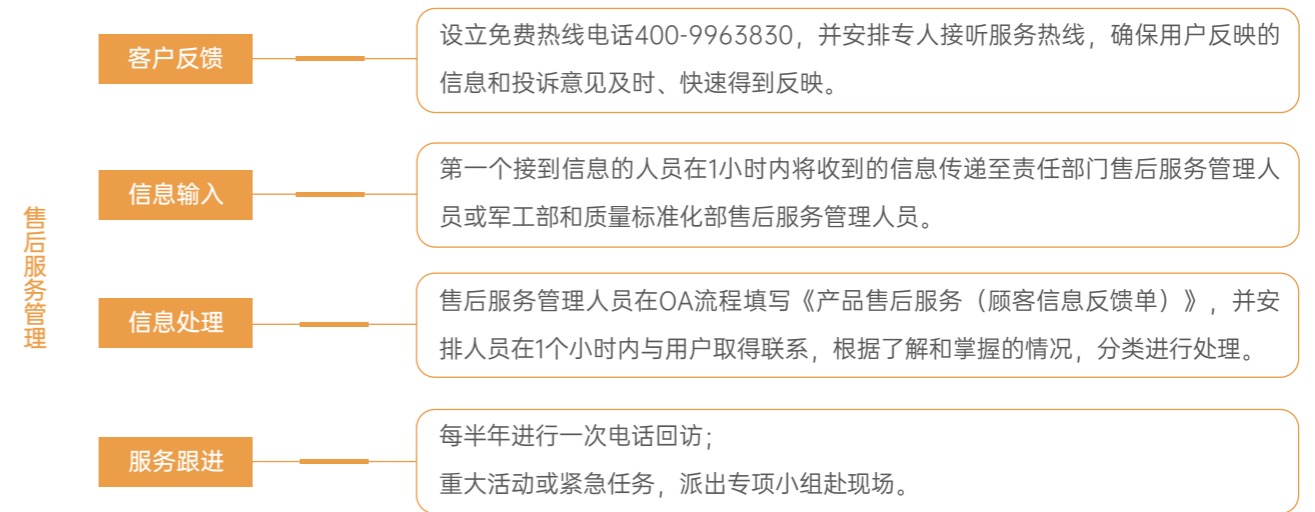 售后服务管理
客户反馈
设立免费热线电话400-9963830，并安排专人接听服务热线，确保用户反映的
信息和投诉意见及时、快速得到反映。
信息输入
第一个接到信息的人员在1小时内将收到的信息传递至责任部门售后服务管理人
员或军工部和质量标准化部售后服务管理人员。
信息处理
售后服务管理人员在OA流程填写《产品售后服务（顾客信息反馈单）》，并安
排人员在1个小时内与用户取得联系，根据了解和掌握的情况，分类进行处理。
服务跟进
每半年进行一次电话回访；
重大活动或紧急任务，派出专项小组赴现场。